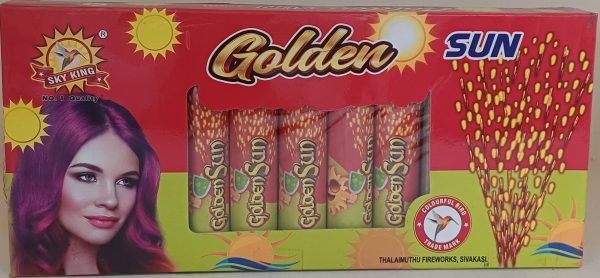 SKY KING
®
NO. 1 Quality
Golden
SUN
Golden Sun
Golden Sun
Golden Sun
Golden Sun
Golden Sun
COLOURFUL BIRD
TRADE MARK
THALAIMUTHU FIREWORKS, SIVAKASI.